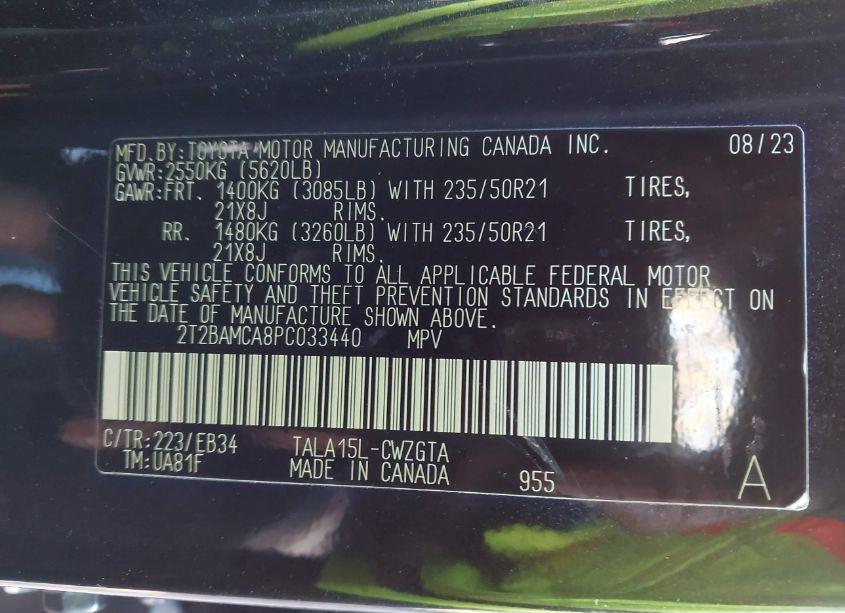 MFD.BY:TOYOTA MOTOR MANUFACTURING CANADA INC. 08/23
GVWR:2550KG (5620LB)
GAWR:FRT. 1400KG (3085LB) WITH 235/50R21 TIRES,
21X8J RIMS.
RR. 1480KG (3260LB) WITH 235/50R21 TIRES,
21X8J RIMS.
THIS VEHICLE CONFORMS TO ALL APPLICABLE FEDERAL MOTOR
VEHICLE SAFETY AND THEFT PREVENTION STANDARDS IN EFFECT ON
THE DATE OF MANUFACTURE SHOWN ABOVE.
2T2BAMCA8PC033440 MPV
C/TR:223/EB34 TALA15L-CWZGTA
TM:UA81F MADE IN CANADA 955 A